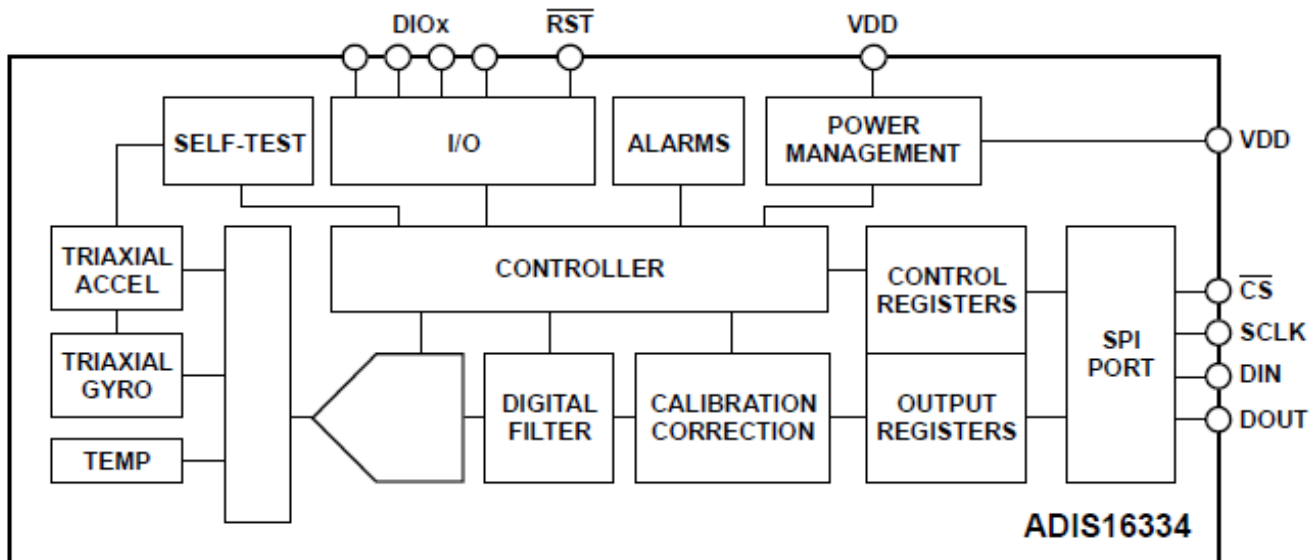 DIOx
RST
VDD
SELF-TEST
I/O
ALARMS
POWER
MANAGEMENT
VDD
TRIAXIAL
ACCEL
CONTROLLER
CONTROL
REGISTERS
SPI
PORT
CS
SCLK
DIN
DOUT
TRIAXIAL
GYRO
TEMP
DIGITAL
FILTER
CALIBRATION
CORRECTION
OUTPUT
REGISTERS
ADIS16334